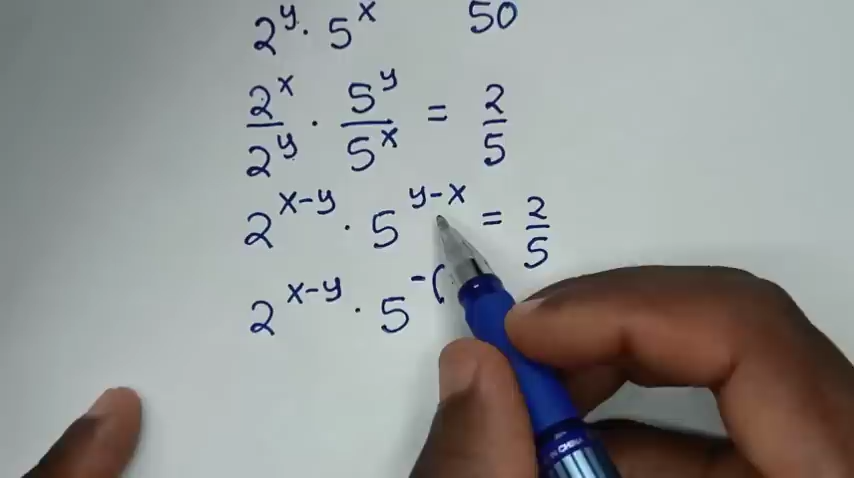 2^y · 5^x 50
2^x/2^y · 5^y/5^x = 2/5
2^(x-y) · 5^(y-x) = 2/5
2^(x-y) · 5^-(